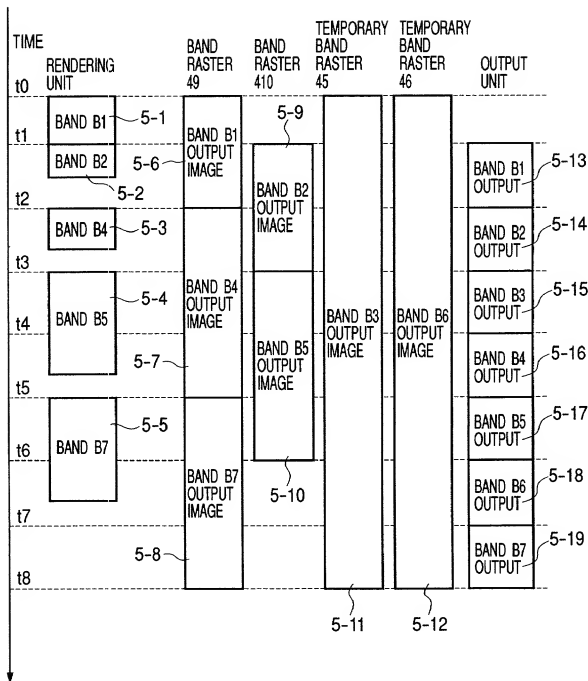 TIME
RENDERING
UNIT
BAND
RASTER
49
BAND
RASTER
410
TEMPORARY
BAND
RASTER
45
TEMPORARY
BAND
RASTER
46
OUTPUT
UNIT
t0
t1
t2
t3
t4
t5
t6
t7
t8
BAND B1
5-1
BAND B2
5-2
BAND B4
5-3
5-4
BAND B5
5-5
BAND B7
5-6
BAND B1
OUTPUT
IMAGE
BAND B4
OUTPUT
IMAGE
5-7
BAND B7
OUTPUT
IMAGE
5-8
5-9
BAND B2
OUTPUT
IMAGE
BAND B5
OUTPUT
IMAGE
5-10
BAND B3
OUTPUT
IMAGE
5-11
BAND B6
OUTPUT
IMAGE
5-12
BAND B1
OUTPUT
5-13
BAND B2
OUTPUT
5-14
BAND B3
OUTPUT
5-15
BAND B4
OUTPUT
5-16
BAND B5
OUTPUT
5-17
BAND B6
OUTPUT
5-18
BAND B7
OUTPUT
5-19